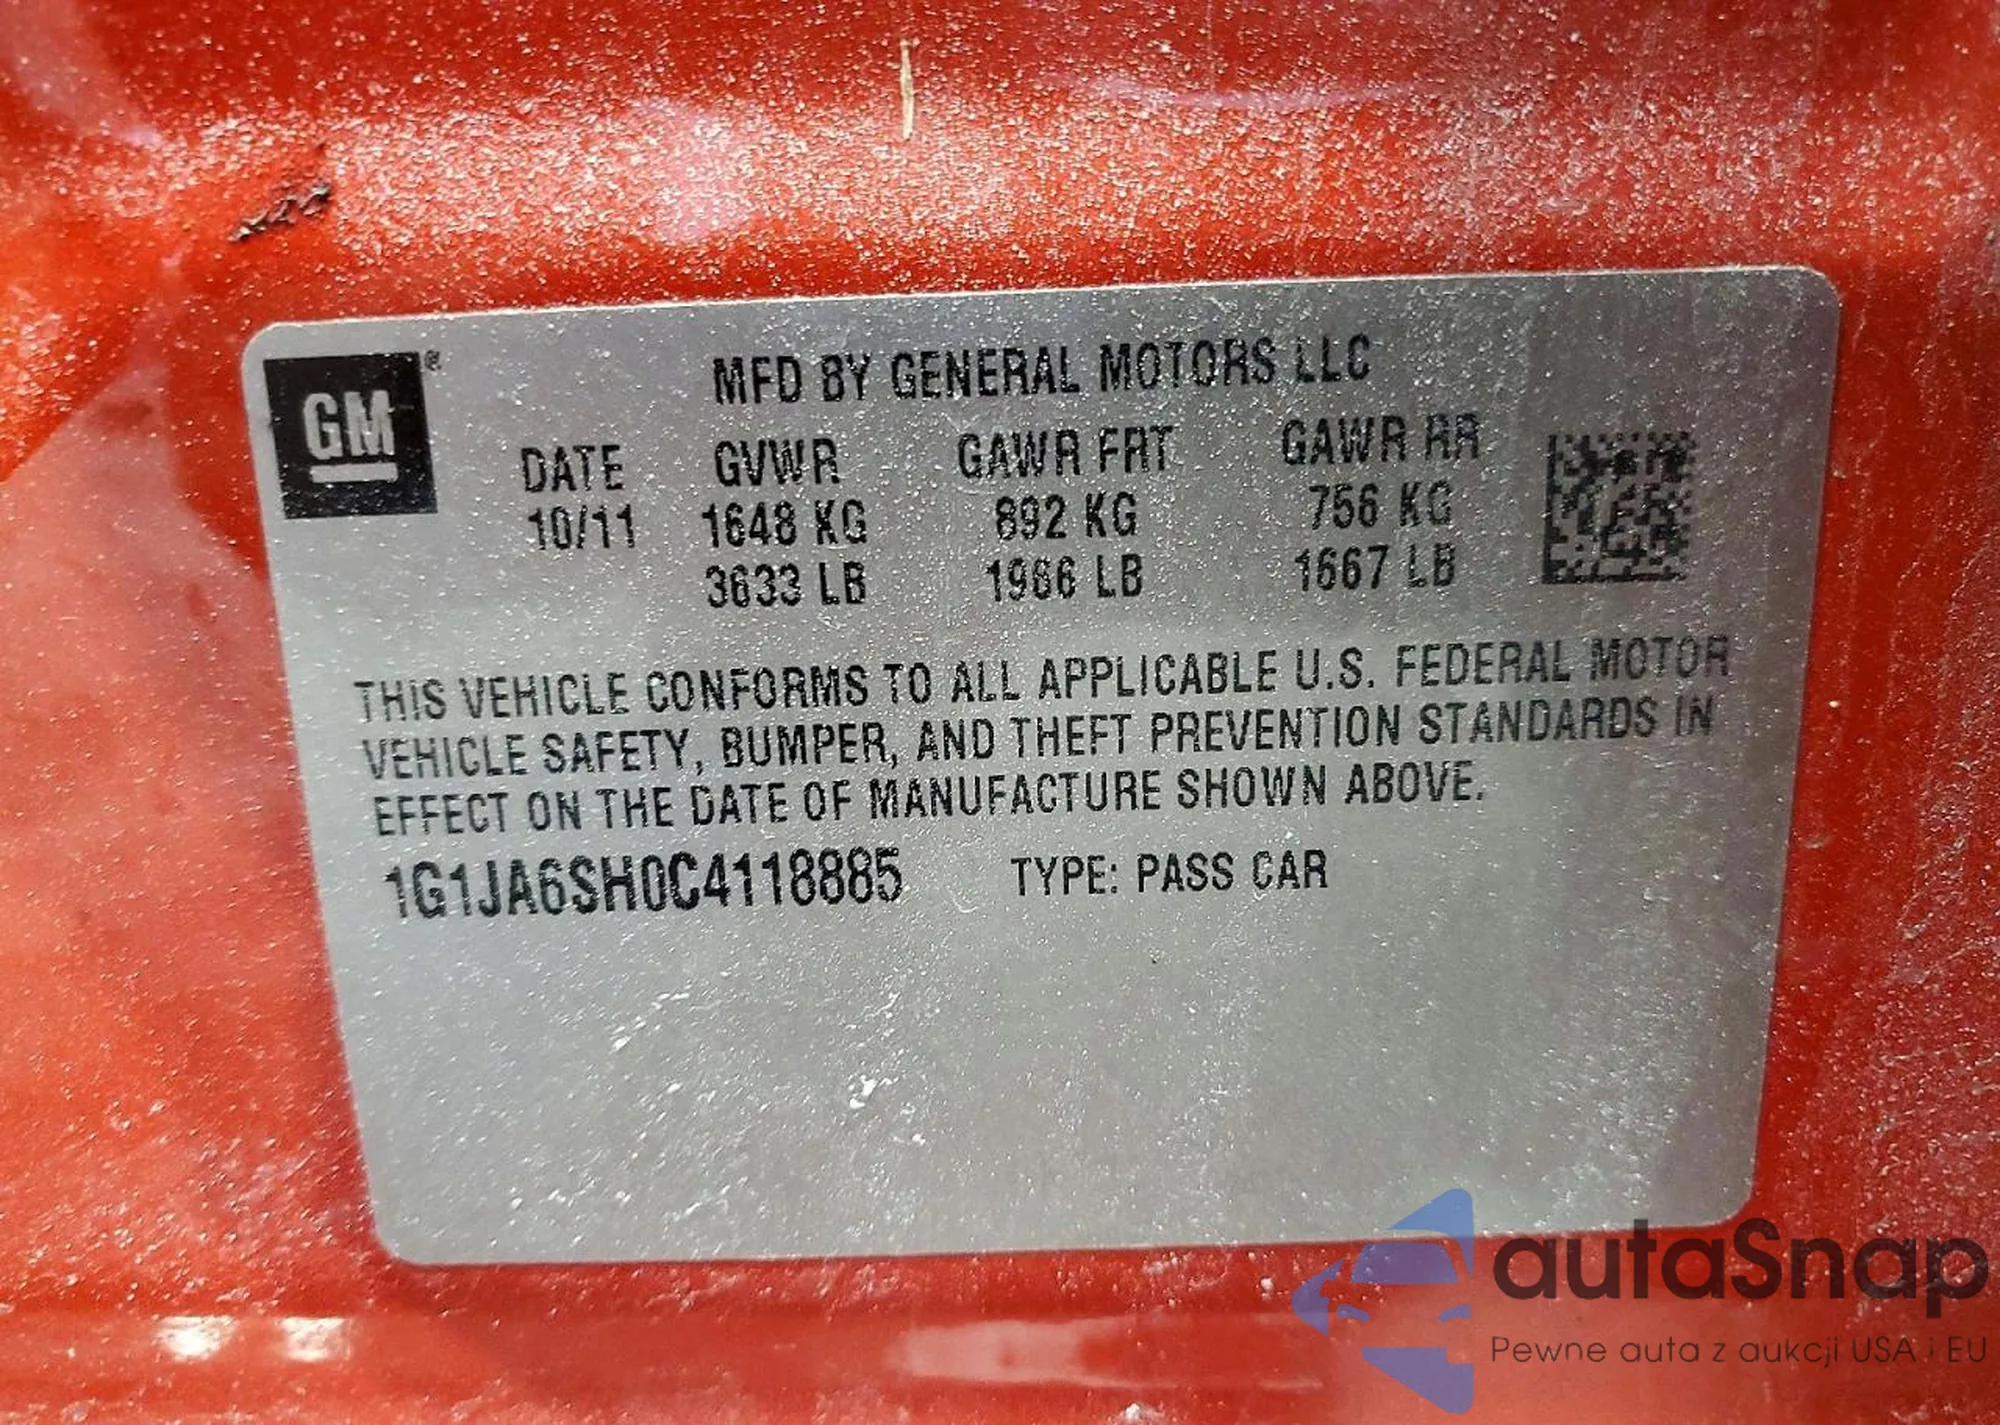 GM®
MFD BY GENERAL MOTORS LLC
DATE GVWR GAWR FRT GAWR RR
10/11 1648 KG 892 KG 756 KG
3633 LB 1966 LB 1667 LB
THIS VEHICLE CONFORMS TO ALL APPLICABLE U.S. FEDERAL MOTOR
VEHICLE SAFETY, BUMPER, AND THEFT PREVENTION STANDARDS IN
EFFECT ON THE DATE OF MANUFACTURE SHOWN ABOVE.
1G1JA6SH0C4118885 TYPE: PASS CAR
autaSnap
Pewne auta z aukcji USA i EU